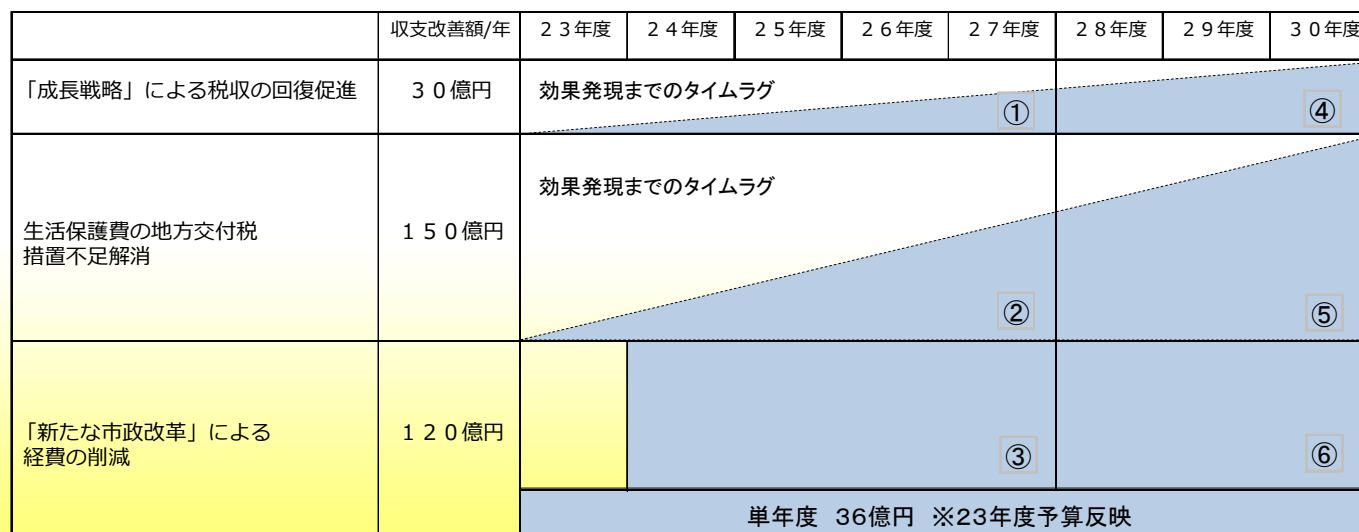 収支改善額/年 ２３年度 ２４年度 ２５年度 ２６年度 ２７年度 ２８年度 ２９年度 ３０年度
「成長戦略」による税収の回復促進 ３０億円 効果発現までのタイムラグ
① ④
効果発現までのタイムラグ
生活保護費の地方交付税 １５０億円
措置不足解消
② ⑤
「新たな市政改革」による １２０億円
経費の削減
③ ⑥
単年度 36億円 ※23年度予算反映